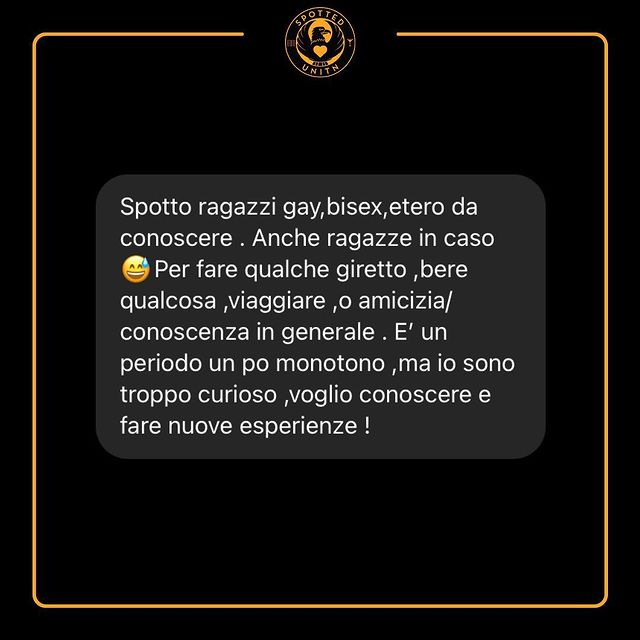 SPOTTED
UNITN
Spotto ragazzi gay,bisex,etero da
conoscere . Anche ragazze in caso
😅Per fare qualche giretto ,bere
qualcosa ,viaggiare ,o amicizia/
conoscenza in generale . E’ un
periodo un po monotono ,ma io sono
troppo curioso ,voglio conoscere e
fare nuove esperienze !